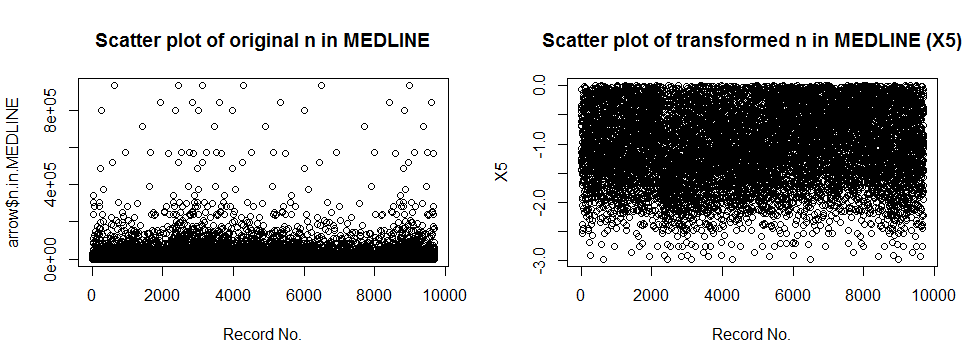 Scatter plot of original n in MEDLINE
arrow$n.in.MEDLINE
8e+05
4e+05
0e+00
0 2000 4000 6000 8000 10000
Record No.
Scatter plot of transformed n in MEDLINE (X5)
X5
0.0
-1.0
-2.0
-3.0
0 2000 4000 6000 8000 10000
Record No.